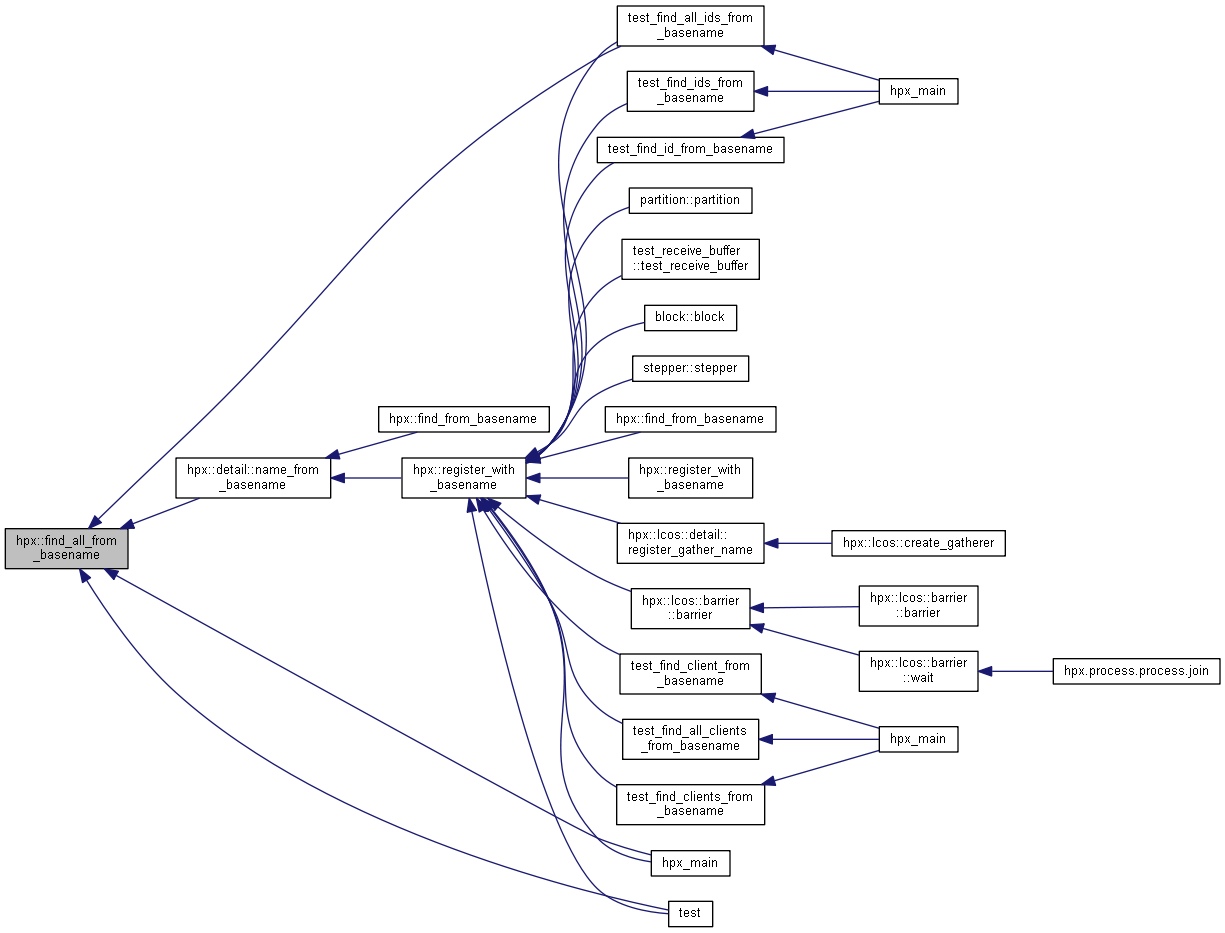 test_find_all_ids_from
_basename
test_find_ids_from
_basename
hpx_main
test_find_id_from_basename
partition::partition
test_receive_buffer
::test_receive_buffer
block::block
stepper::stepper
hpx::find_from_basename
hpx::find_from_basename
hpx::detail::name_from
_basename
hpx::register_with
_basename
hpx::register_with
_basename
hpx::find_all_from
_basename
hpx::lcos::detail::
register_gather_name
hpx::lcos::create_gatherer
hpx::lcos::barrier
::barrier
hpx::lcos::barrier
::barrier
test_find_client_from
_basename
hpx::lcos::barrier
::wait
hpx.process.process.join
test_find_all_clients
_from_basename
hpx_main
test_find_clients_from
_basename
hpx_main
test